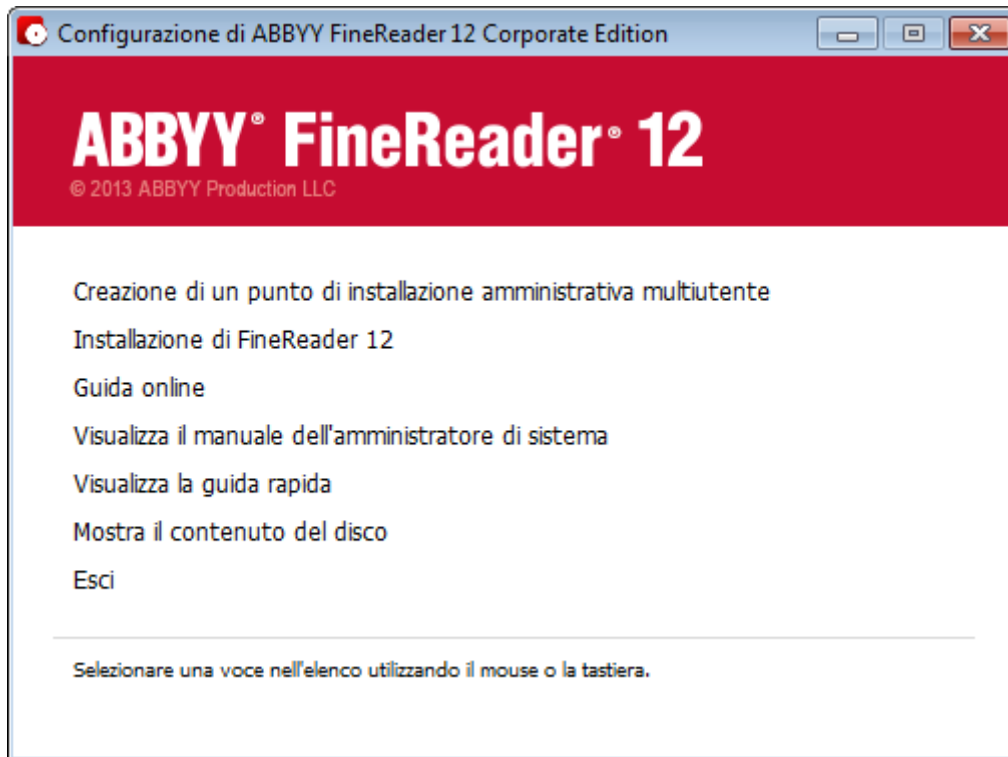 Configurazione di ABBYY FineReader 12 Corporate Edition
ABBYY® FineReader® 12
© 2013 ABBYY Production LLC
Creazione di un punto di installazione amministrativa multiutente
Installazione di FineReader 12
Guida online
Visualizza il manuale dell'amministratore di sistema
Visualizza la guida rapida
Mostra il contenuto del disco
Esci
Selezionare una voce nell'elenco utilizzando il mouse o la tastiera.